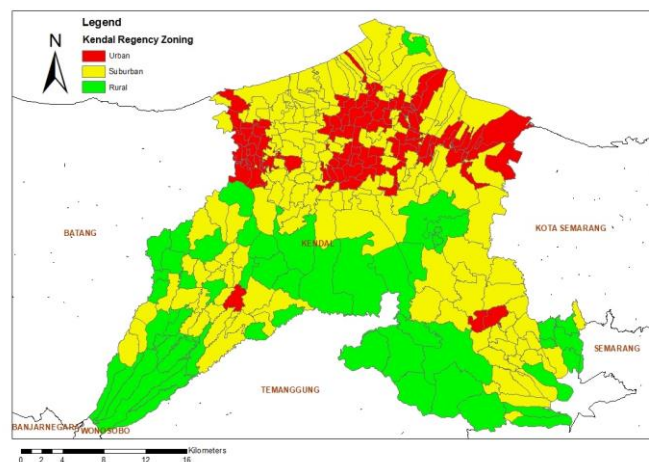 Legend
Kendal Regency Zoning
Urban
Suburban
Rural
N
BATANG
KENDAL
KOTA SEMARANG
SEMARANG
TEMANGGUNG
BANJARNEGARA
WONOSOBO
Kilometers
0 2 4 8 12 16